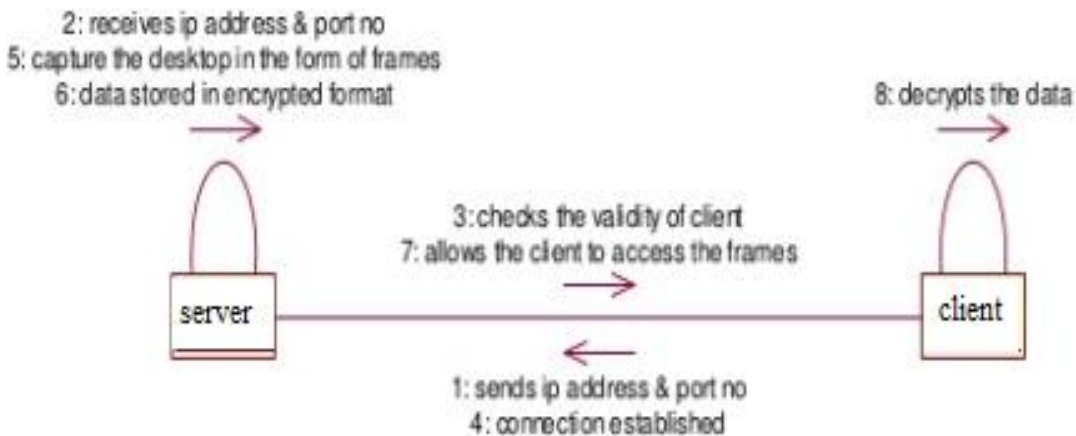 2: receives ip address & port no
5: capture the desktop in the form of frames
6: data stored in encrypted format
8: decrypts the data
3: checks the validity of client
7: allows the client to access the frames
server
client
1: sends ip address & port no
4: connection established